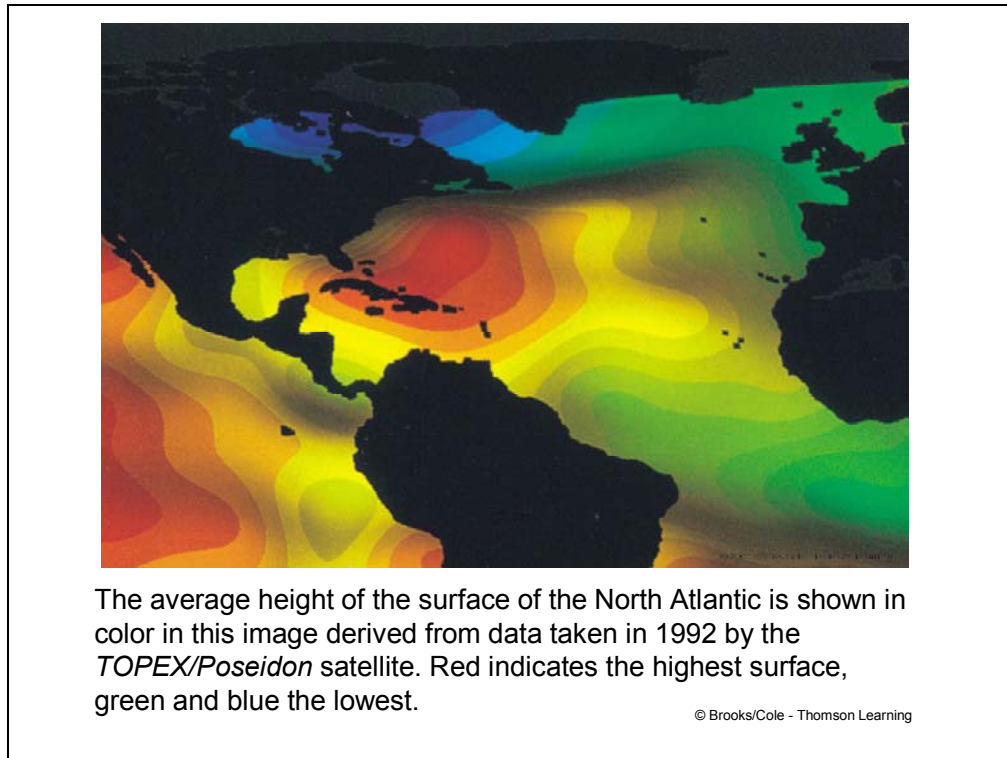 The average height of the surface of the North Atlantic is shown in
color in this image derived from data taken in 1992 by the
TOPEX/Poseidon satellite. Red indicates the highest surface,
green and blue the lowest.
© Brooks/Cole - Thomson Learning